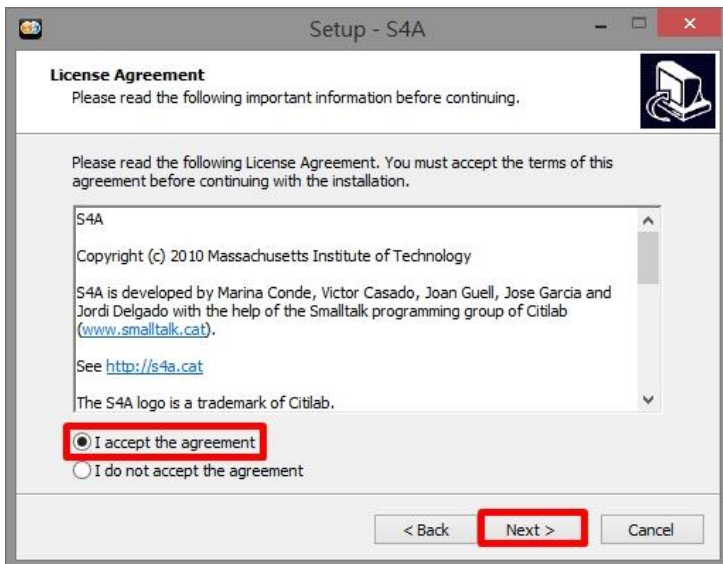 Setup - S4A
License Agreement
Please read the following important information before continuing.
Please read the following License Agreement. You must accept the terms of this
agreement before continuing with the installation.
S4A
Copyright (c) 2010 Massachusetts Institute of Technology
S4A is developed by Marina Conde, Victor Casado, Joan Guell, Jose Garcia and
Jordi Delgado with the help of the Smalltalk programming group of Citilab
(www.smalltalk.cat).
See http://s4a.cat
The S4A logo is a trademark of Citilab.
I accept the agreement
I do not accept the agreement
< Back Next > Cancel